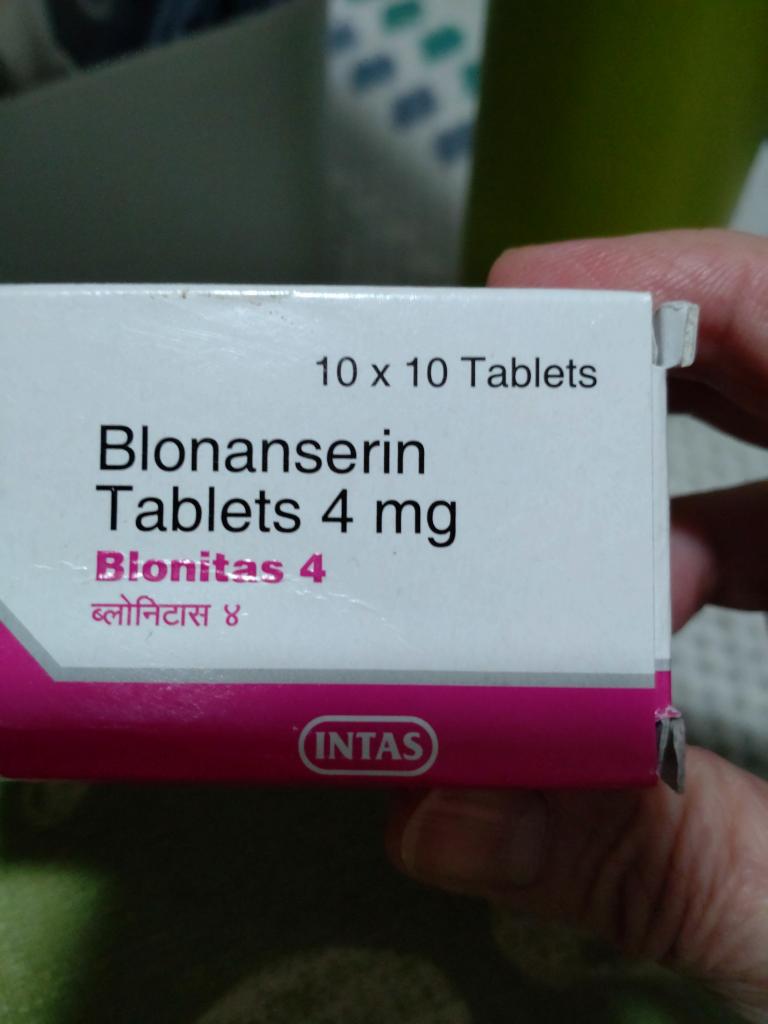 10 x 10 Tablets
Blonanserin
Tablets 4 mg
Blonitas 4
ब्लोनिटास ४
INTAS